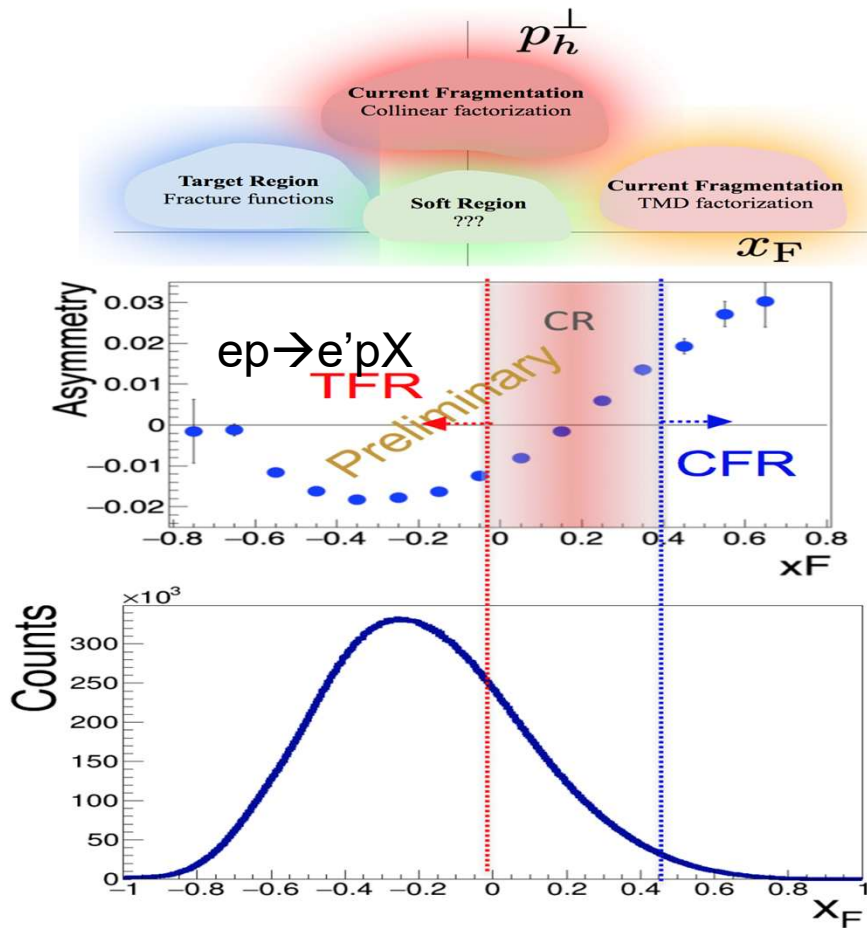 p_h^⊥
Current Fragmentation
Collinear factorization
Target Region
Fracture functions
Soft Region
???
Current Fragmentation
TMD factorization
x_F
Asymmetry
0.03
0.02
0.01
0
−0.01
−0.02
ep→e'pX
TFR
Preliminary
CR
CFR
−0.8 −0.6 −0.4 −0.2 0 0.2 0.4 0.6 0.8
xF
×10³
Counts
300
250
200
150
100
50
0
−1 −0.8 −0.6 −0.4 −0.2 0 0.2 0.4 0.6 0.8 1
x_F